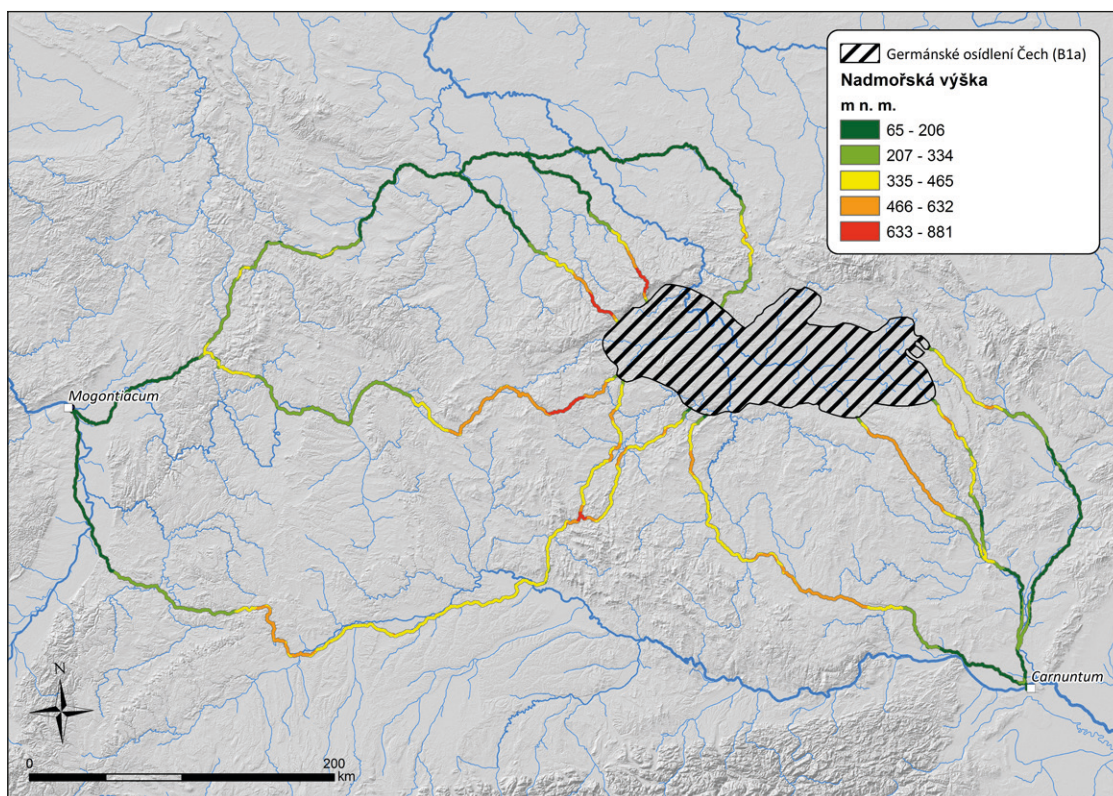 Germánské osídlení Čech (B1a)
Nadmořská výška
m n. m.
65 - 206
207 - 334
335 - 465
466 - 632
633 - 881
Mogontiacum
Carnuntum
N
0 200
km